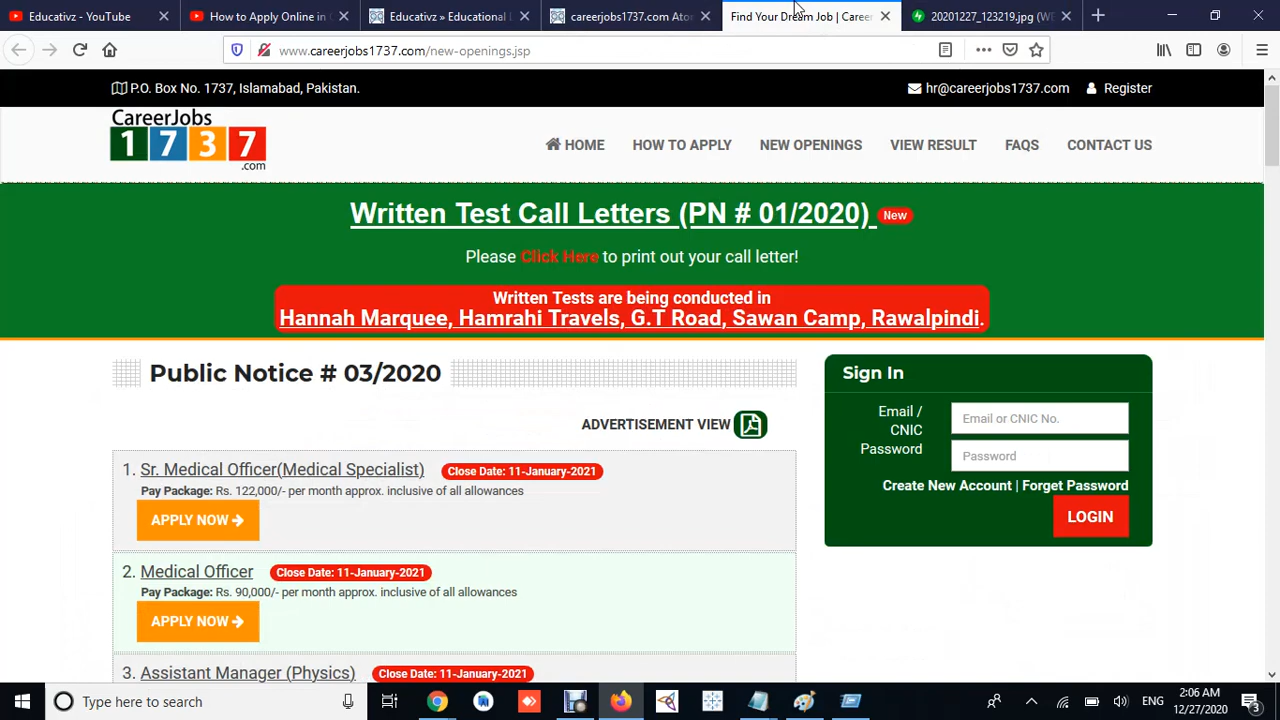 Educativz - YouTube
How to Apply Online in C
Educativz » Educational
careerjobs1737.com Ato
Find Your Dream Job | Career
20201227_123219.jpg (WE
www.careerjobs1737.com/new-openings.jsp
P.O. Box No. 1737, Islamabad, Pakistan.
hr@careerjobs1737.com Register
CareerJobs
1737
.com
HOME HOW TO APPLY NEW OPENINGS VIEW RESULT FAQS CONTACT US
Written Test Call Letters (PN # 01/2020) New
Please Click Here to print out your call letter!
Written Tests are being conducted in
Hannah Marquee, Hamrahi Travels, G.T Road, Sawan Camp, Rawalpindi.
Public Notice # 03/2020
ADVERTISEMENT VIEW
1. Sr. Medical Officer(Medical Specialist) Close Date: 11-January-2021
Pay Package: Rs. 122,000/- per month approx. inclusive of all allowances
APPLY NOW
2. Medical Officer Close Date: 11-January-2021
Pay Package: Rs. 90,000/- per month approx. inclusive of all allowances
APPLY NOW
3. Assistant Manager (Physics) Close Date: 11-January-2021
Sign In
Email /
CNIC
Email or CNIC No.
Password
Password
Create New Account | Forget Password
LOGIN
Type here to search
ENG
2:06 AM
12/27/2020
3